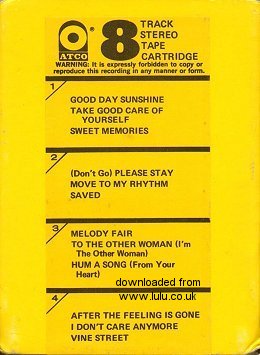 ATCO
8
TRACK
STEREO
TAPE
CARTRIDGE
WARNING: It is expressly forbidden to copy or
reproduce this recording in any manner or form.
1
GOOD DAY SUNSHINE
TAKE GOOD CARE OF
YOURSELF
SWEET MEMORIES
2
(Don't Go) PLEASE STAY
MOVE TO MY RHYTHM
SAVED
3
MELODY FAIR
TO THE OTHER WOMAN (I'm
The Other Woman)
HUM A SONG (From Your
Heart)
downloaded from
www.lulu.co.uk
4
AFTER THE FEELING IS GONE
I DON'T CARE ANYMORE
VINE STREET